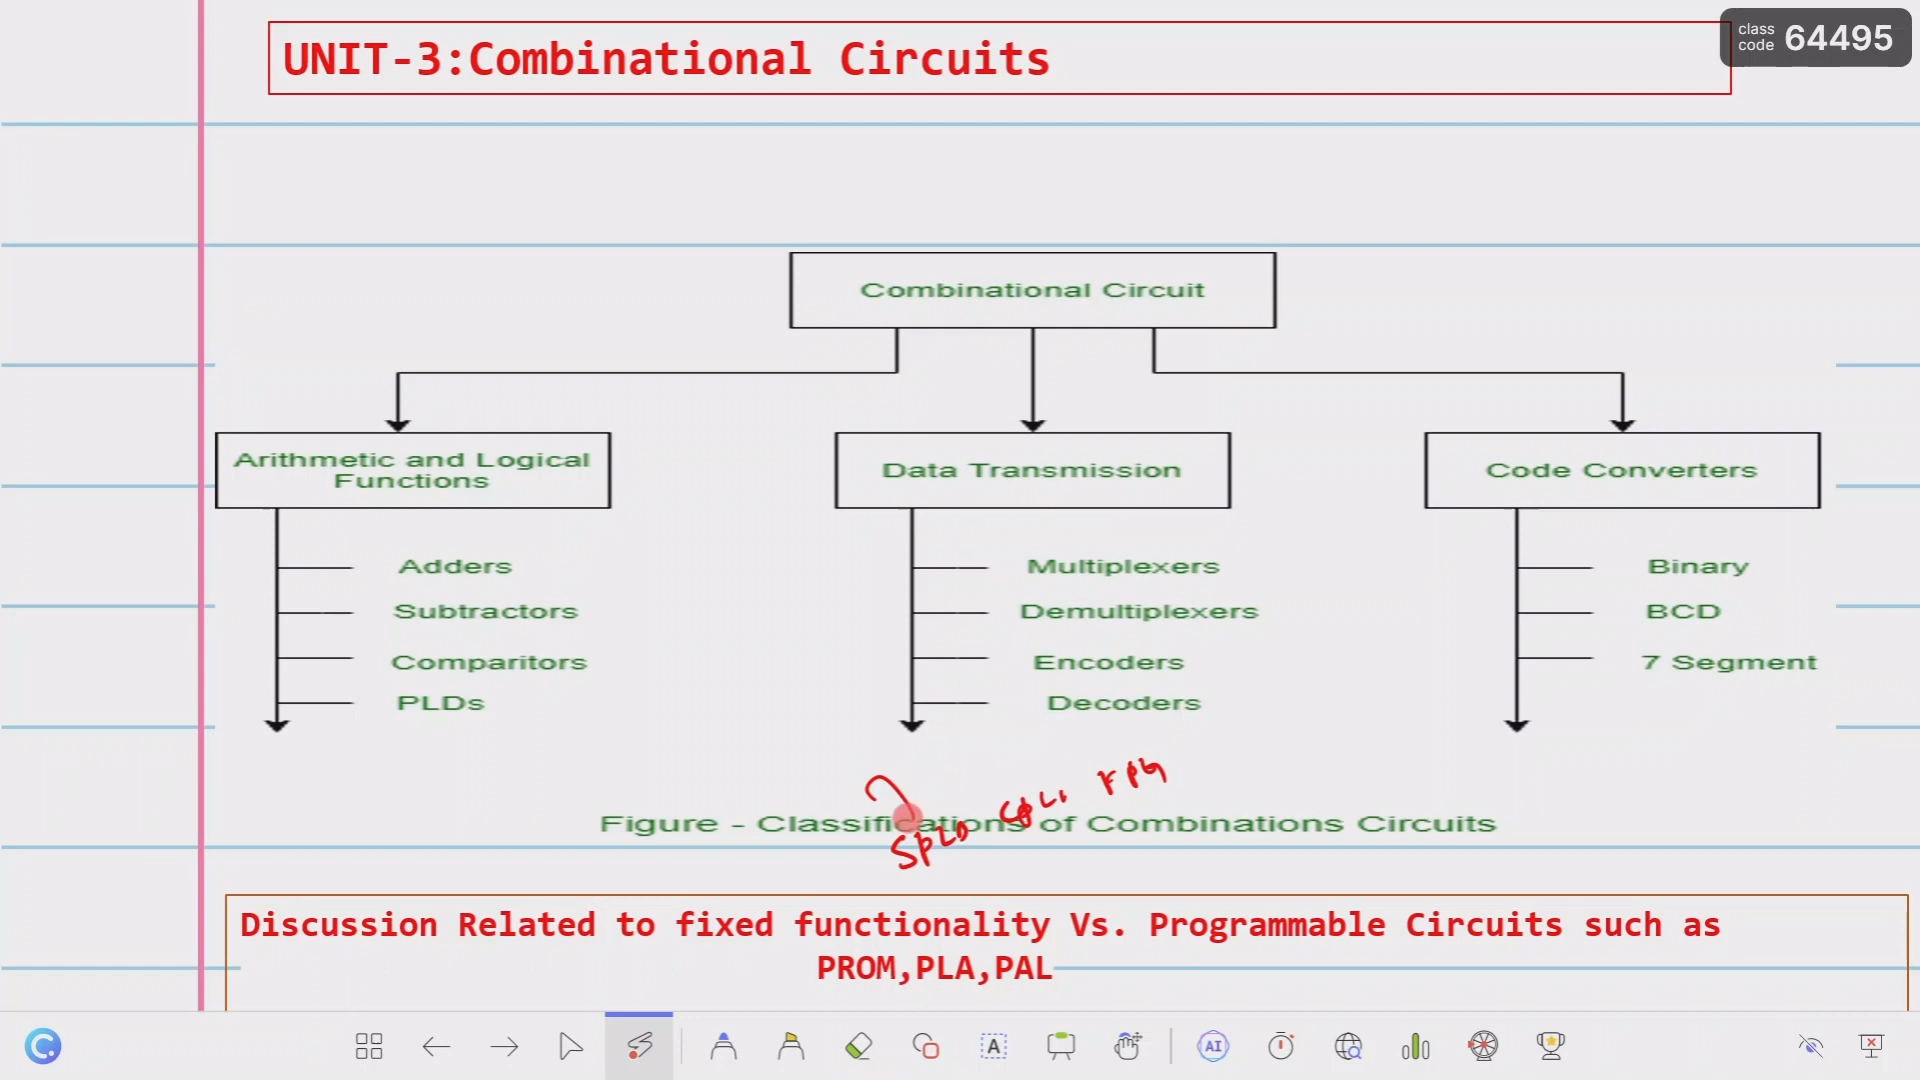 UNIT-3:Combinational Circuits
class code 64495
Combinational Circuit
Arithmetic and Logical Functions
Data Transmission
Code Converters
Adders
Subtractors
Comparitors
PLDs
Multiplexers
Demultiplexers
Encoders
Decoders
Binary
BCD
7 Segment
SPLD
Figure - Classifications of Combinations Circuits
Discussion Related to fixed functionality Vs. Programmable Circuits such as
PROM,PLA,PAL
A
AI